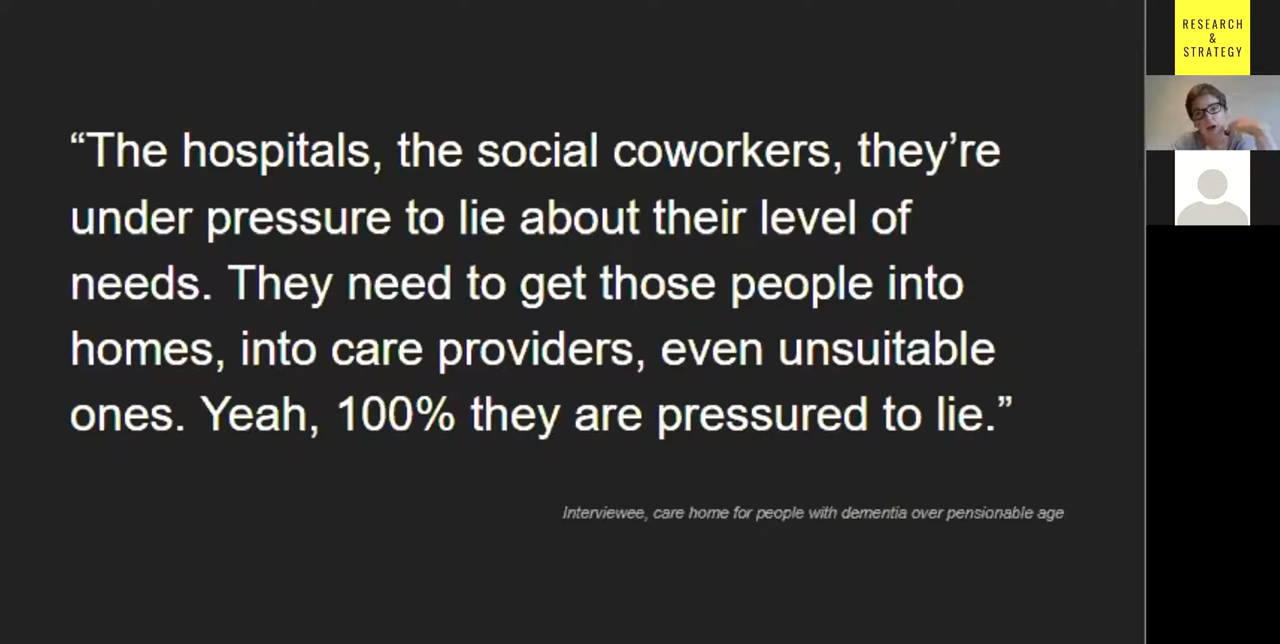 “The hospitals, the social coworkers, they’re
under pressure to lie about their level of
needs. They need to get those people into
homes, into care providers, even unsuitable
ones. Yeah, 100% they are pressured to lie.”
Interviewee, care home for people with dementia over pensionable age
RESEARCH
&
STRATEGY